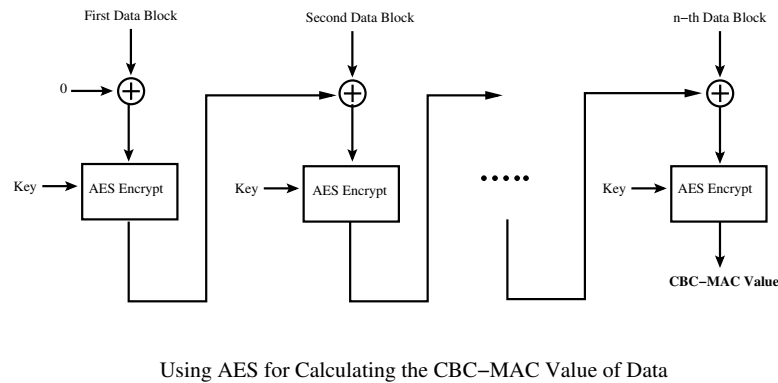 First Data Block
Second Data Block
n-th Data Block
0
Key
AES Encrypt
Key
AES Encrypt
Key
AES Encrypt
CBC−MAC Value
Using AES for Calculating the CBC−MAC Value of Data